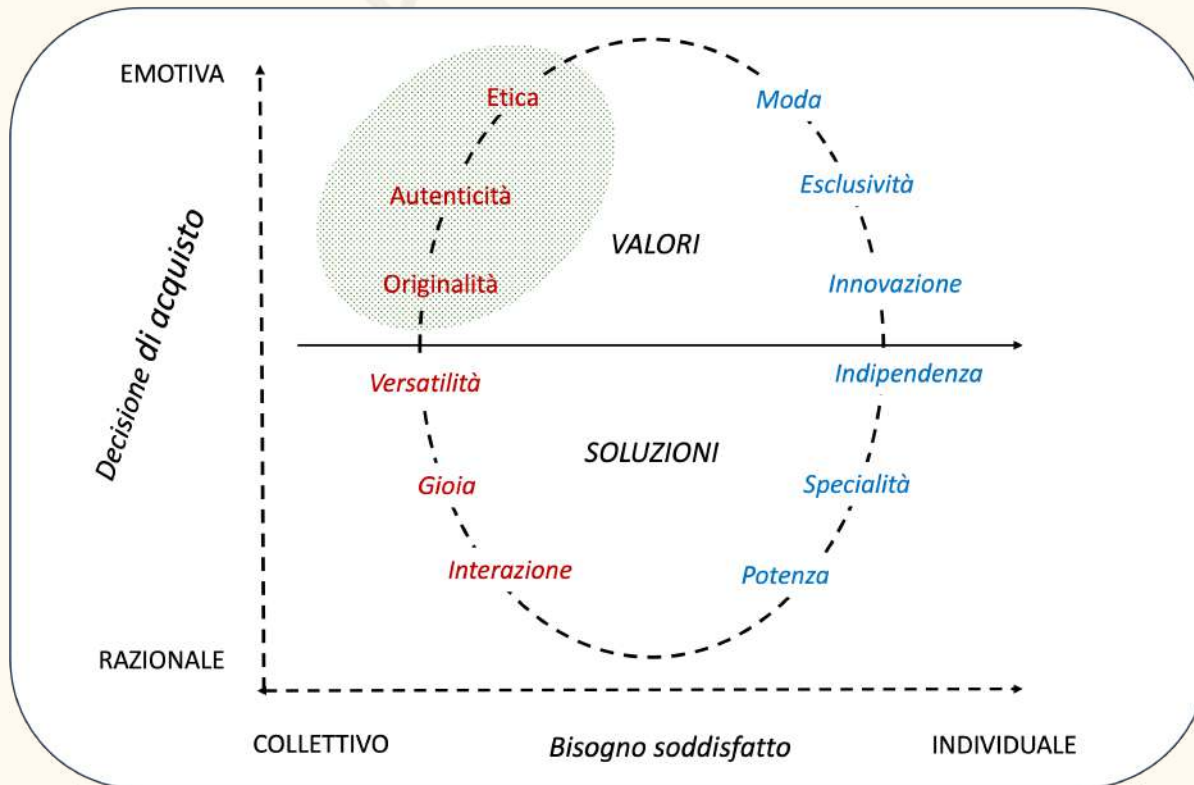 EMOTIVA
Etica
Moda
Autenticità
Esclusività
VALORI
Originalità
Innovazione
Decisione di acquisto
Versatilità
Indipendenza
SOLUZIONI
Gioia
Specialità
Interazione
Potenza
RAZIONALE
COLLETTIVO
Bisogno soddisfatto
INDIVIDUALE